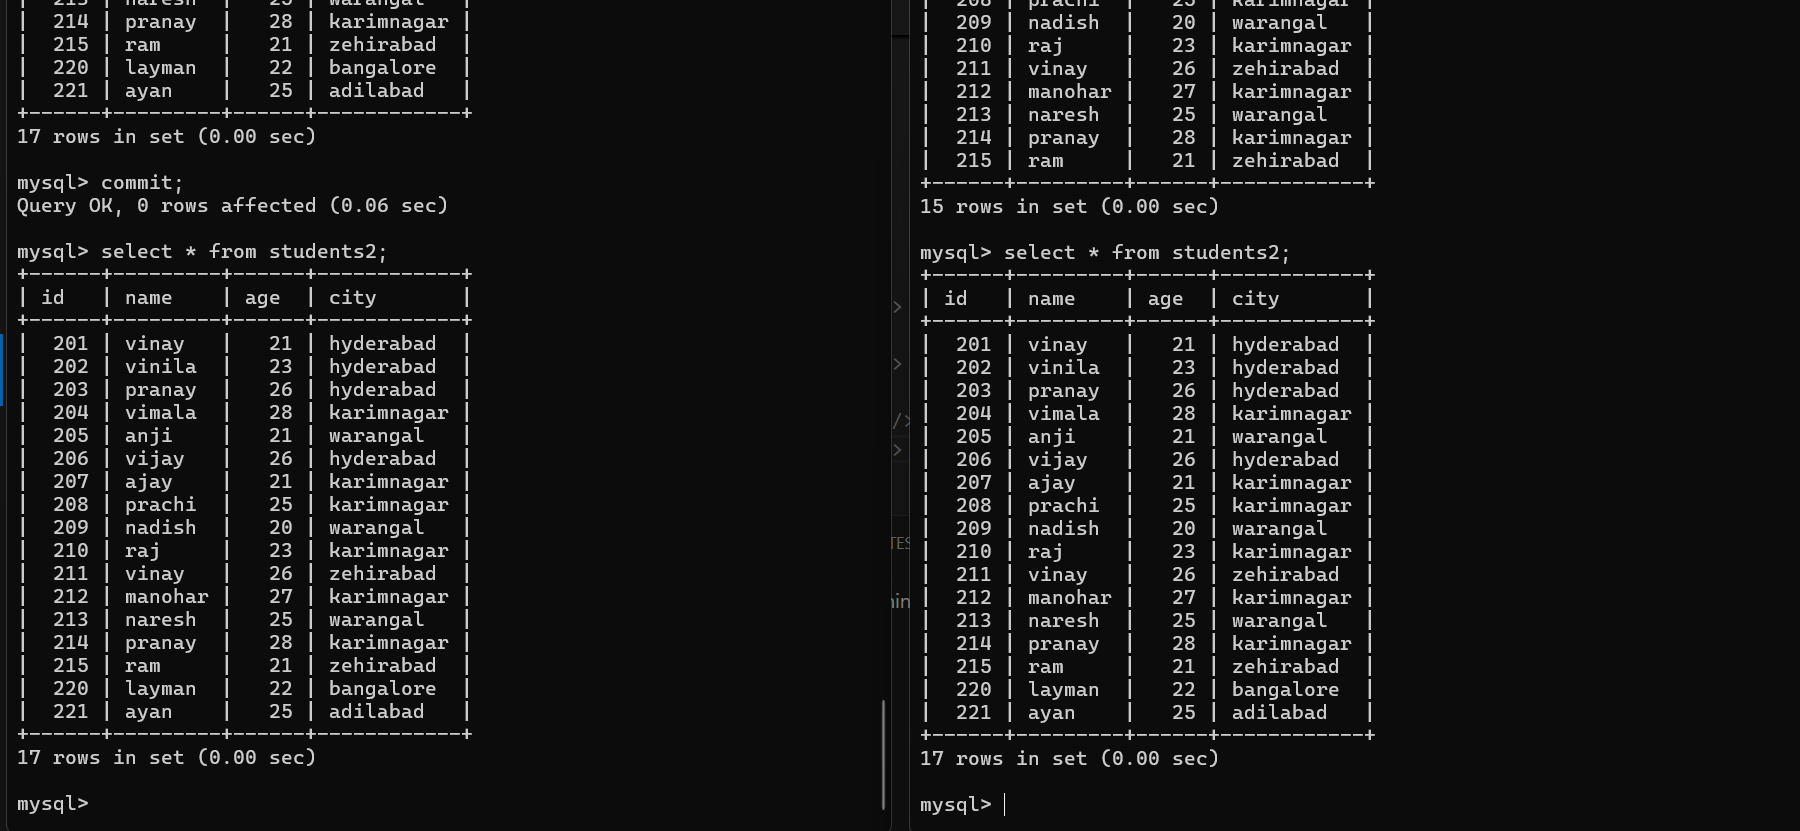 | 214 | pranay  |   28 | karimnagar |
| 215 | ram     |   21 | zehirabad  |
| 220 | layman  |   22 | bangalore  |
| 221 | ayan    |   25 | adilabad   |
+------+---------+------+------------+
17 rows in set (0.00 sec)
mysql> commit;
Query OK, 0 rows affected (0.06 sec)
mysql> select * from students2;
+------+---------+------+------------+
| id   | name    | age  | city       |
+------+---------+------+------------+
|  201 | vinay   |   21 | hyderabad  |
|  202 | vinila  |   23 | hyderabad  |
|  203 | pranay  |   26 | hyderabad  |
|  204 | vimala  |   28 | karimnagar |
|  205 | anji    |   21 | warangal   |
|  206 | vijay   |   26 | hyderabad  |
|  207 | ajay    |   21 | karimnagar |
|  208 | prachi  |   25 | karimnagar |
|  209 | nadish  |   20 | warangal   |
|  210 | raj     |   23 | karimnagar |
|  211 | vinay   |   26 | zehirabad  |
|  212 | manohar |   27 | karimnagar |
|  213 | naresh  |   25 | warangal   |
|  214 | pranay  |   28 | karimnagar |
|  215 | ram     |   21 | zehirabad  |
|  220 | layman  |   22 | bangalore  |
|  221 | ayan    |   25 | adilabad   |
+------+---------+------+------------+
17 rows in set (0.00 sec)
mysql>
|  208 | prachi  |   25 | karimnagar |
|  209 | nadish  |   20 | warangal   |
|  210 | raj     |   23 | karimnagar |
|  211 | vinay   |   26 | zehirabad  |
|  212 | manohar |   27 | karimnagar |
|  213 | naresh  |   25 | warangal   |
|  214 | pranay  |   28 | karimnagar |
|  215 | ram     |   21 | zehirabad  |
+------+---------+------+------------+
15 rows in set (0.00 sec)
mysql> select * from students2;
+------+---------+------+------------+
| id   | name    | age  | city       |
+------+---------+------+------------+
|  201 | vinay   |   21 | hyderabad  |
|  202 | vinila  |   23 | hyderabad  |
|  203 | pranay  |   26 | hyderabad  |
|  204 | vimala  |   28 | karimnagar |
|  205 | anji    |   21 | warangal   |
|  206 | vijay   |   26 | hyderabad  |
|  207 | ajay    |   21 | karimnagar |
|  208 | prachi  |   25 | karimnagar |
|  209 | nadish  |   20 | warangal   |
|  210 | raj     |   23 | karimnagar |
|  211 | vinay   |   26 | zehirabad  |
|  212 | manohar |   27 | karimnagar |
|  213 | naresh  |   25 | warangal   |
|  214 | pranay  |   28 | karimnagar |
|  215 | ram     |   21 | zehirabad  |
|  220 | layman  |   22 | bangalore  |
|  221 | ayan    |   25 | adilabad   |
+------+---------+------+------------+
17 rows in set (0.00 sec)
mysql>